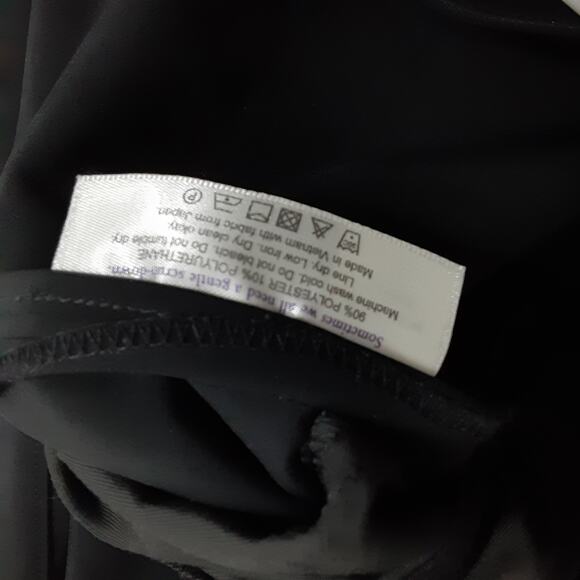 Sometimes we all need a gentle scrub-down.
90% POLYESTER 10% POLYURETHANE
Machine wash cold. Do not bleach. Do not tumble dry.
Line dry. Low iron. Dry clean okay.
Made in Vietnam with fabric from Japan.
P